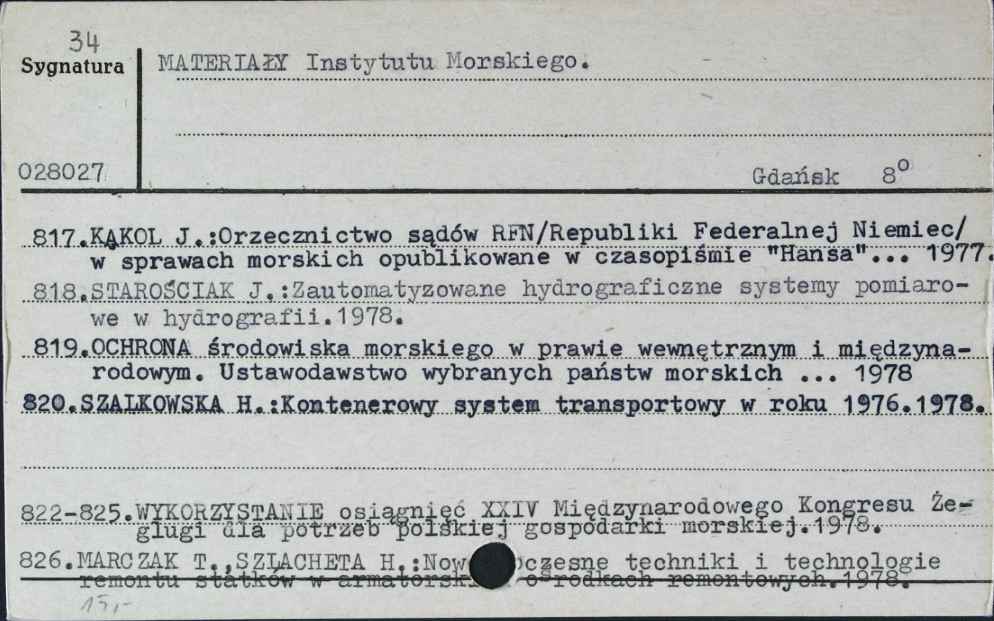 34
Sygnatura
MATERIAŁY Instytutu Morskiego.
028027
Gdańsk 8⁰
817.KĄKOL J.:Orzecznictwo sądów RFN/Republiki Federalnej Niemiec/
w sprawach morskich opublikowane w czasopiśmie "Hansa"... 1977.
818.STAROŚCIAK J.:Zautomatyzowane hydrograficzne systemy pomiaro-
we w hydrografii.1978.
819.OCHRONA środowiska morskiego w prawie wewnętrznym i międzyna-
rodowym. Ustawodawstwo wybranych państw morskich ... 1978
820.SZALKOWSKA H.:Kontenerowy system transportowy w roku 1976.1978.
822-825.WYKORZYSTANIE osiągnięć XXIV Międzynarodowego Kongresu Że-
glugi dla potrzeb polskiej gospodarki morskiej.1978.
826.MARCZAK T.,SZLACHETA H.:Nowoczesne techniki i technologie
remontu statków w armatorskich ośrodkach remontowych.1978.
15,-